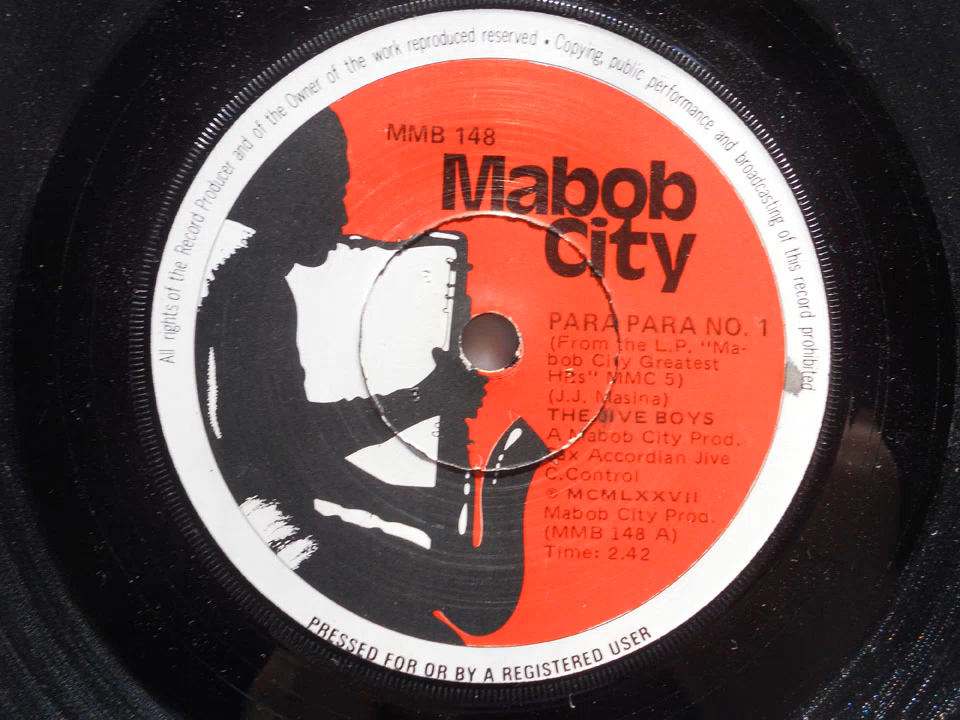 All rights of the Record Producer and of the Owner of the work reproduced reserved • Copying, public performance and broadcasting of this record prohibited
MMB 148
Mabob
City
PARA PARA NO. 1
(From the L.P. "Ma-
bob City Greatest
Hits" MMC 5)
(J.J. Masina)
THE JIVE BOYS
A Mabob City Prod.
Sax Accordian Jive
C.Control
© MCMLXXVII
Mabob City Prod.
(MMB 148 A)
Time: 2.42
PRESSED FOR OR BY A REGISTERED USER